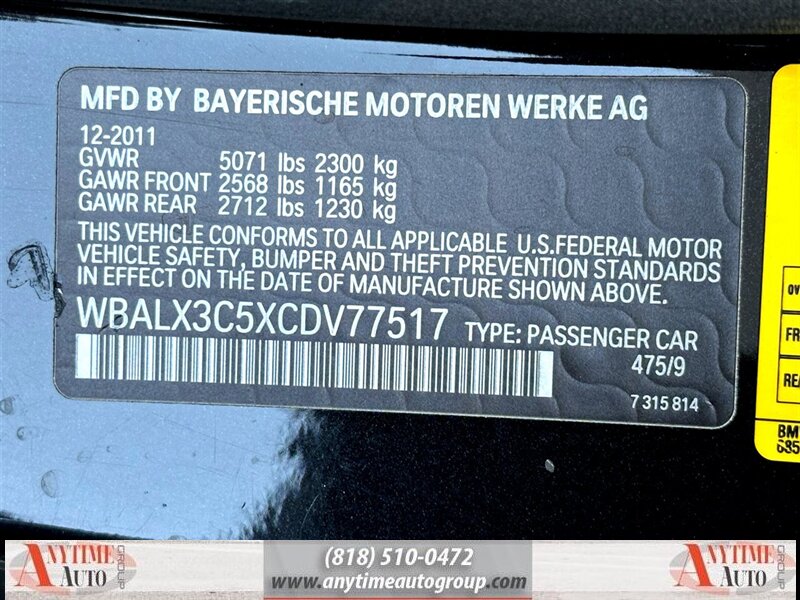 MFD BY BAYERISCHE MOTOREN WERKE AG
12-2011
GVWR 5071 lbs 2300 kg
GAWR FRONT 2568 lbs 1165 kg
GAWR REAR 2712 lbs 1230 kg
THIS VEHICLE CONFORMS TO ALL APPLICABLE U.S.FEDERAL MOTOR
VEHICLE SAFETY, BUMPER AND THEFT PREVENTION STANDARDS
IN EFFECT ON THE DATE OF MANUFACTURE SHOWN ABOVE.
WBALX3C5XCDV77517 TYPE: PASSENGER CAR
475/9
7 315 814
BM
685
ANYTIME AUTO GROUP
(818) 510-0472
www.anytimeautogroup.com
ANYTIME AUTO GROUP